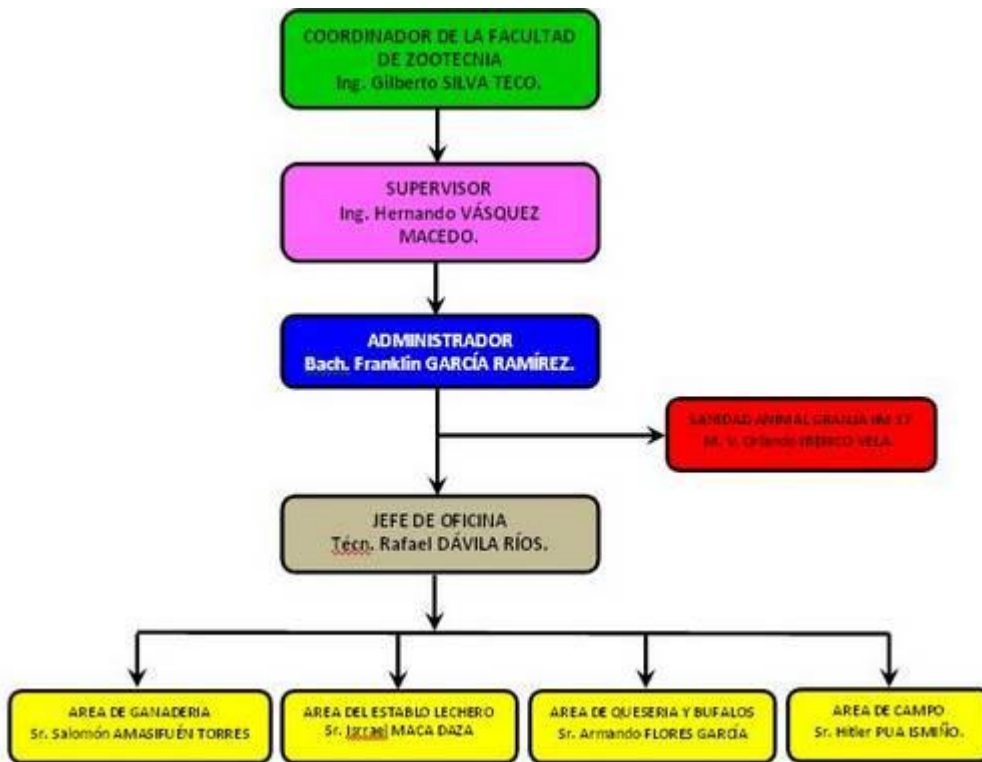 COORDINADOR DE LA FACULTAD
DE ZOOTECNIA
Ing. Gilberto SILVA TECO.
SUPERVISOR
Ing. Hernando VÁSQUEZ
MACEDO.
ADMINISTRADOR
Bach. Franklin GARCÍA RAMÍREZ.
SANIDAD ANIMAL GRANJA KM 17
M. V. Orlando IBERICO VELA
JEFE DE OFICINA
Técn. Rafael DÁVILA RÍOS.
AREA DE GANADERIA
Sr. Salomón AMASIFUÉN TORRES
AREA DEL ESTABLO LECHERO
Sr. Isrrael MACA DAZA
AREA DE QUESERIA Y BUFALOS
Sr. Armando FLORES GARCÍA
AREA DE CAMPO
Sr. Hitler PUA ISMIÑO.